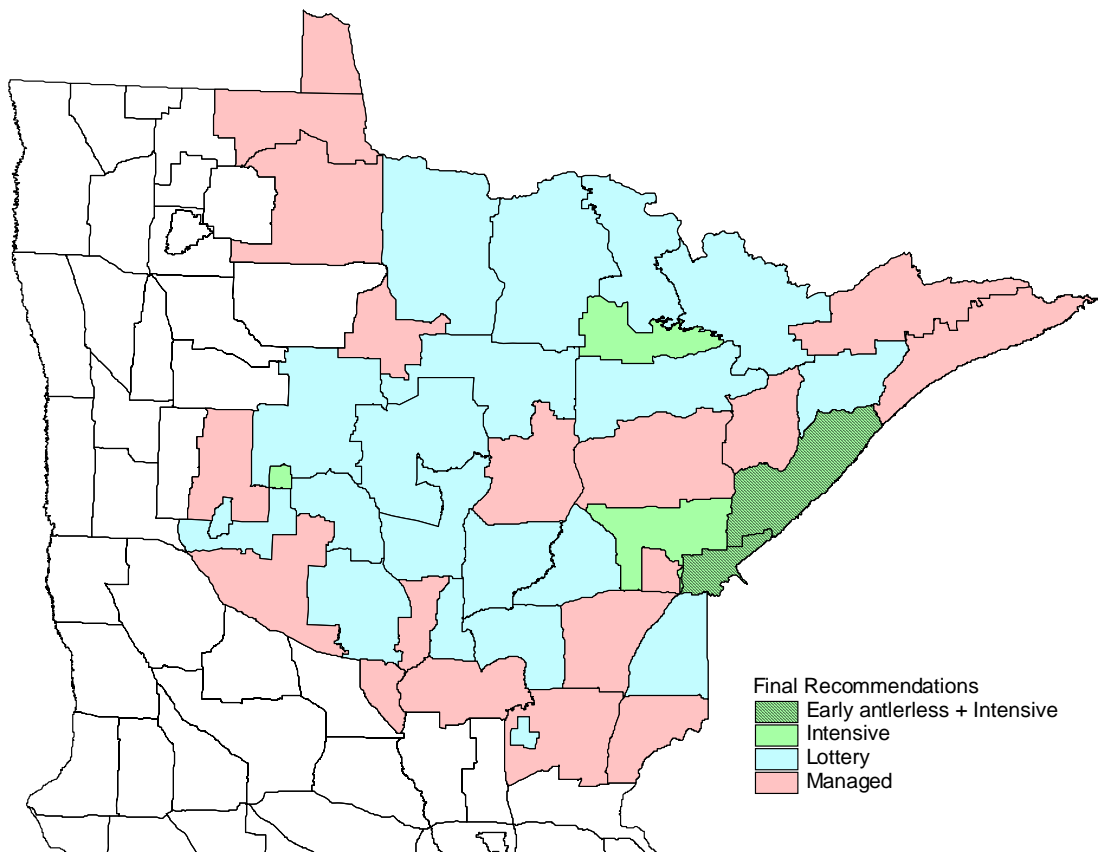 Final Recommendations
Early antlerless + Intensive
Intensive
Lottery
Managed